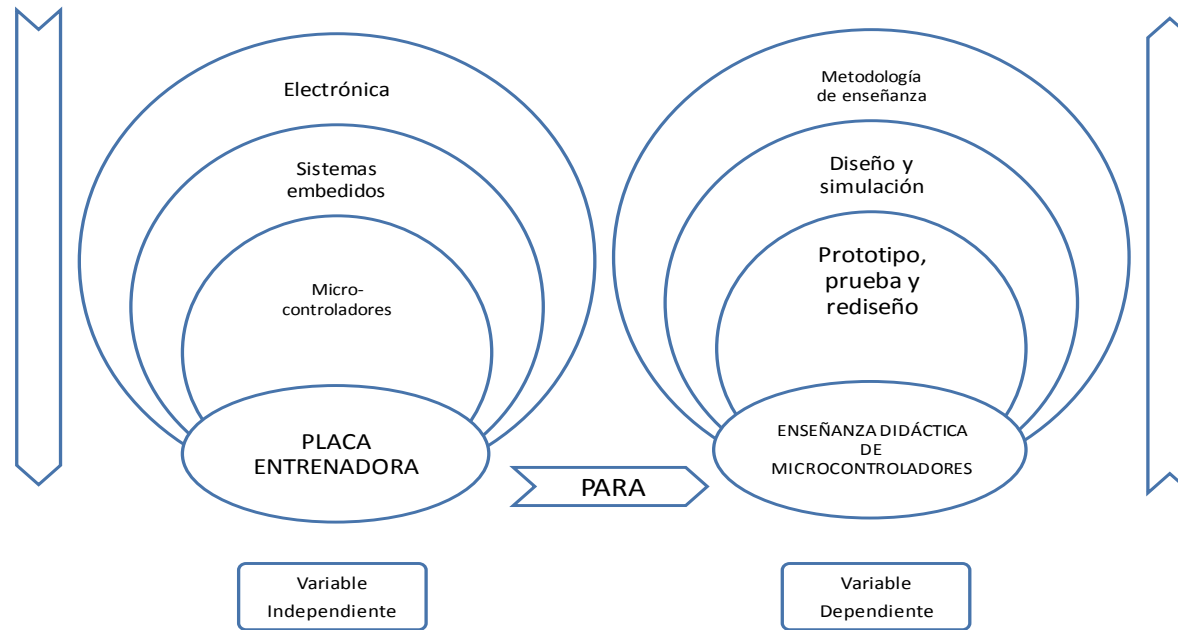 Electrónica
Sistemas
embedidos
Micro-
controladores
PLACA
ENTRENADORA
PARA
Metodología
de enseñanza
Diseño y
simulación
Prototipo,
prueba y
rediseño
ENSEÑANZA DIDÁCTICA
DE
MICROCONTROLADORES
Variable
Independiente
Variable
Dependiente